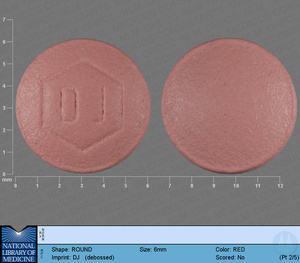 7
6
5
4
3
2
1
0
mm
0 1 2 3 4 5 6 7 8 9 10 11 12
DJ
NATIONAL
LIBRARY OF
MEDICINE
Shape: ROUND Size: 6mm Color: RED
Imprint: DJ (debossed) Scored: No (Pt 2/5)